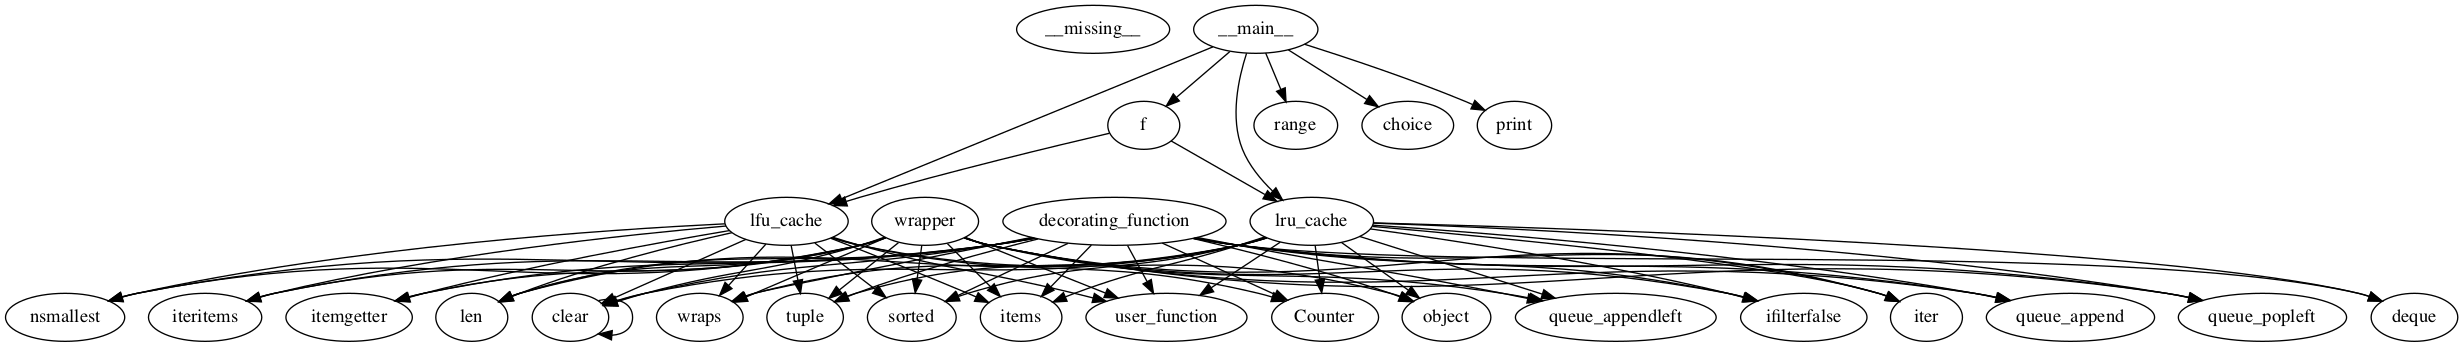 __missing__
__main__
f
range
choice
print
lfu_cache
wrapper
decorating_function
lru_cache
nsmallest
iteritems
itemgetter
len
clear
wraps
tuple
sorted
items
user_function
Counter
object
queue_appendleft
ifilterfalse
iter
queue_append
queue_popleft
deque